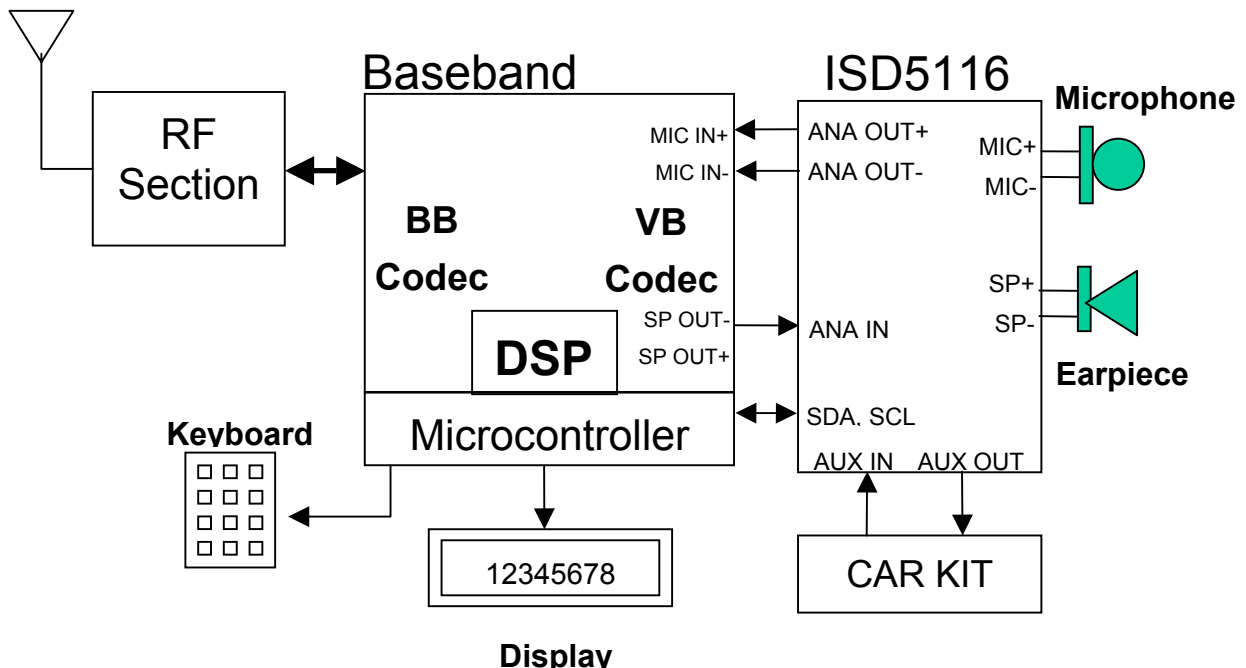 Baseband
ISD5116
RF
Section
MIC IN+
MIC IN-
BB
Codec
VB
Codec
SP OUT-
SP OUT+
DSP
Microcontroller
ANA OUT+
ANA OUT-
ANA IN
SDA, SCL
AUX IN AUX OUT
MIC+
MIC-
SP+
SP-
Microphone
Earpiece
Keyboard
12345678
Display
CAR KIT